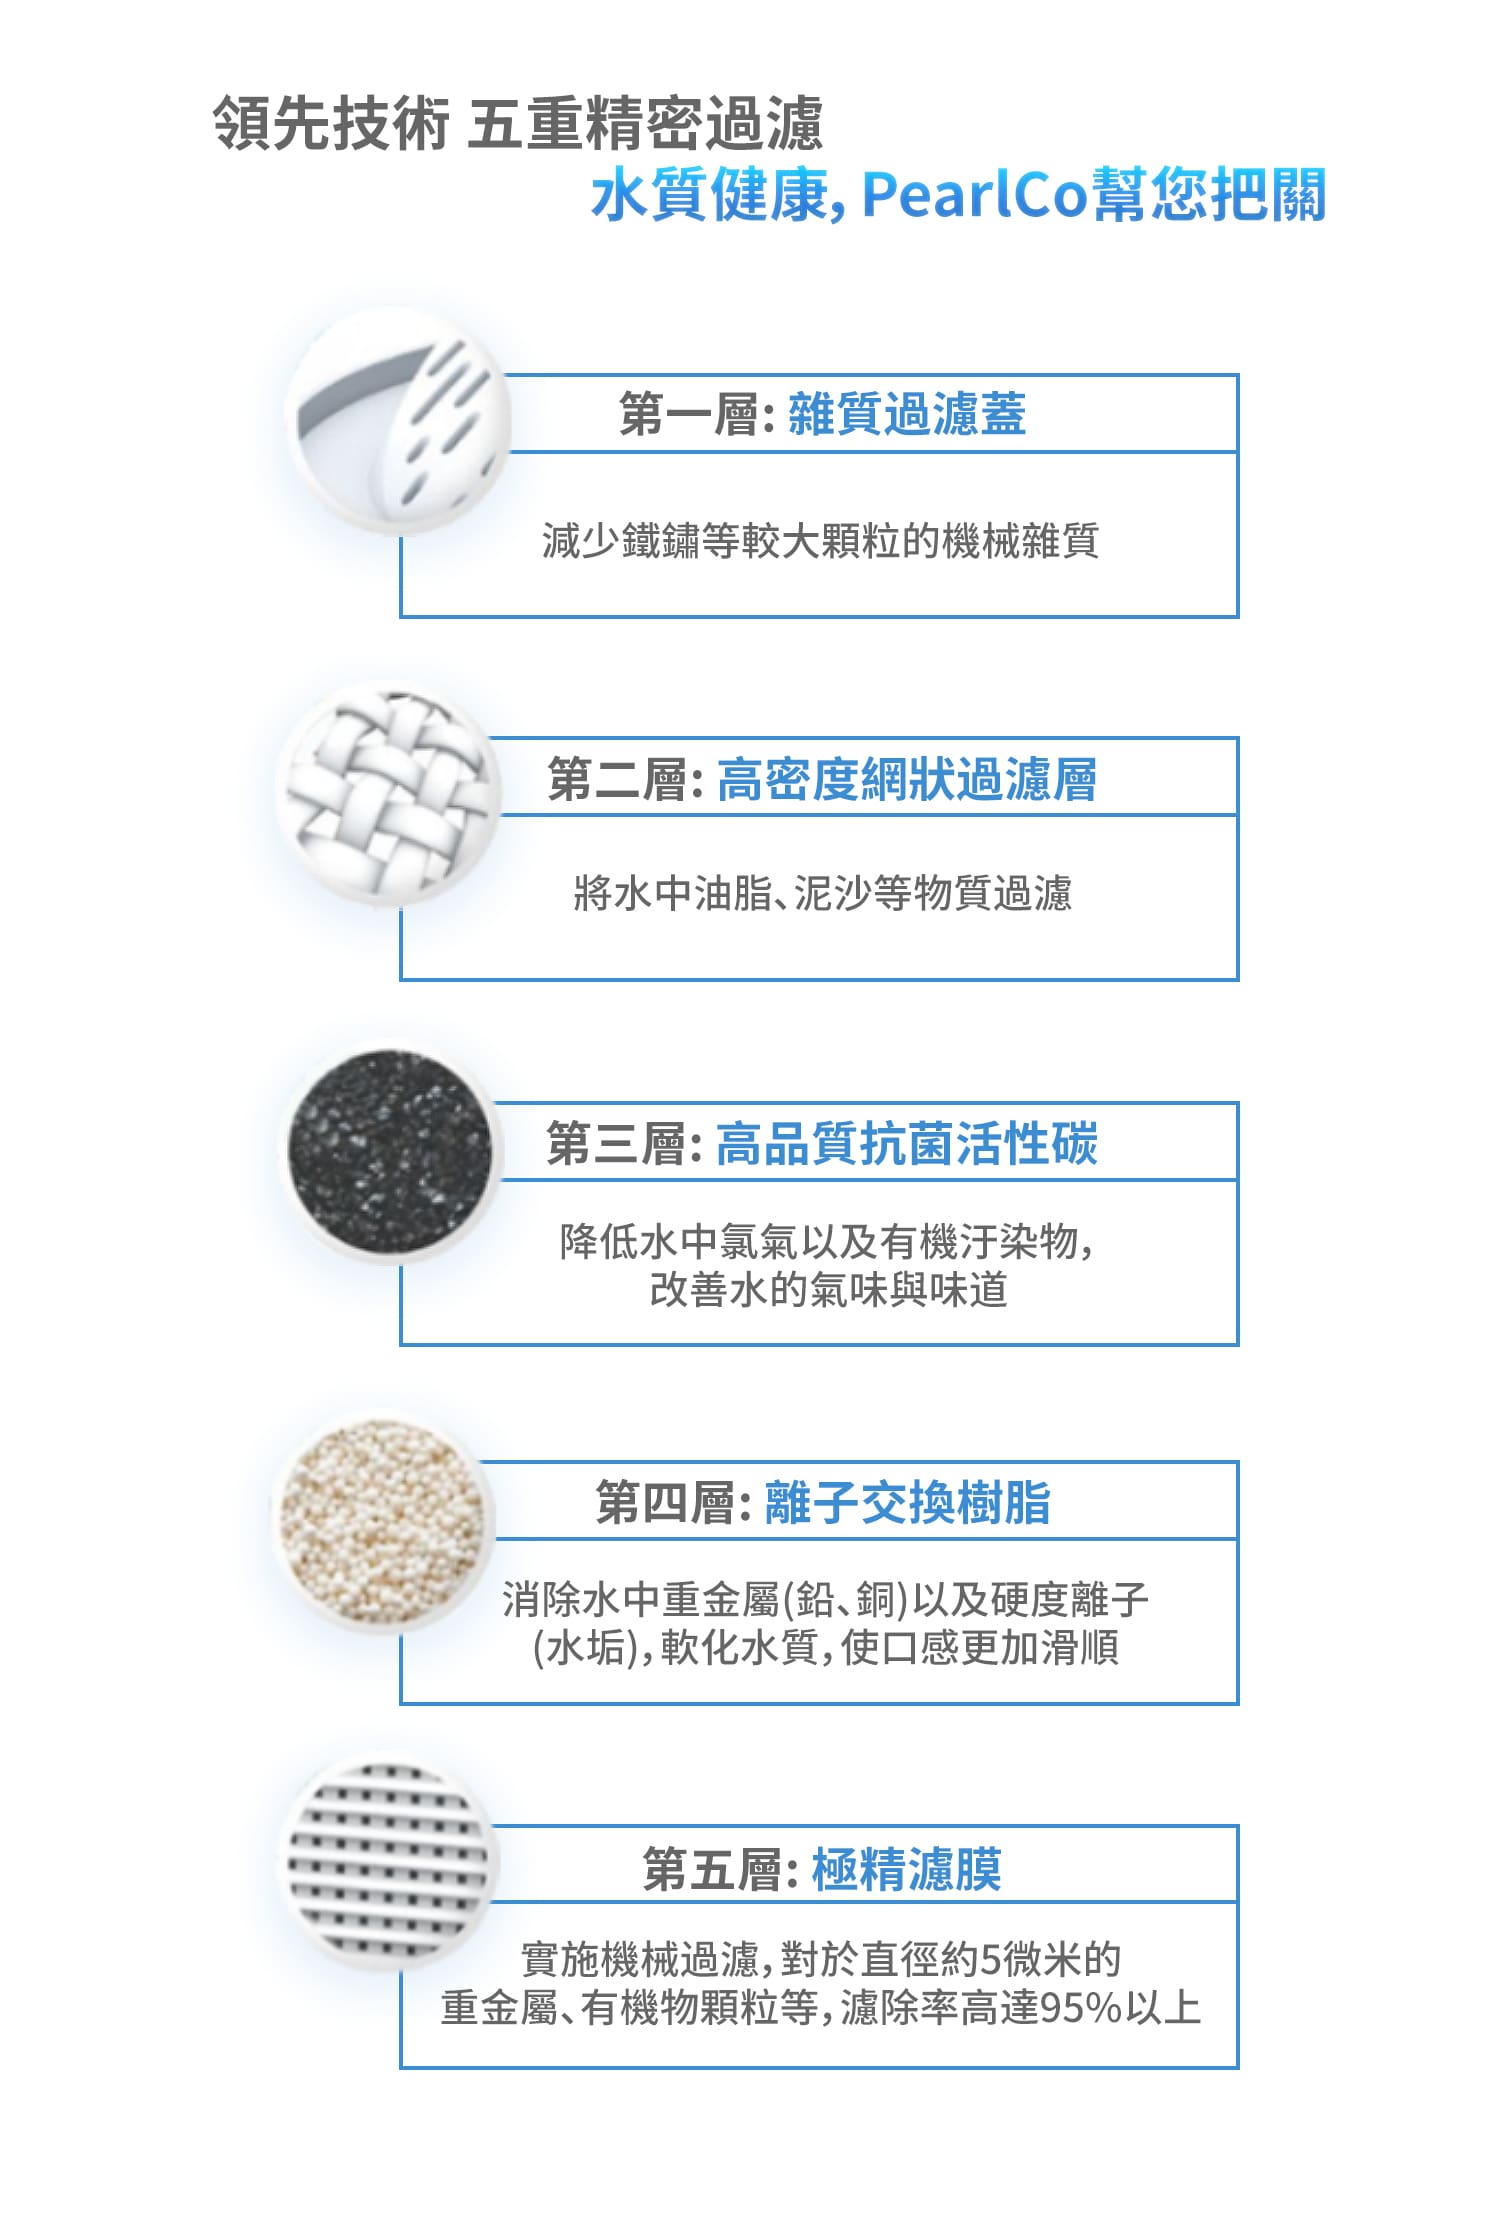 領先技術 五重精密過濾
水質健康, PearlCo幫您把關
第一層: 雜質過濾蓋
減少鐵鏽等較大顆粒的機械雜質
第二層: 高密度網狀過濾層
將水中油脂、泥沙等物質過濾
第三層: 高品質抗菌活性碳
降低水中氯氣以及有機汙染物,
改善水的氣味與味道
第四層: 離子交換樹脂
消除水中重金屬(鉛、銅)以及硬度離子
(水垢), 軟化水質, 使口感更加滑順
第五層: 極精濾膜
實施機械過濾, 對於直徑約5微米的
重金屬、有機物顆粒等, 濾除率高達95%以上